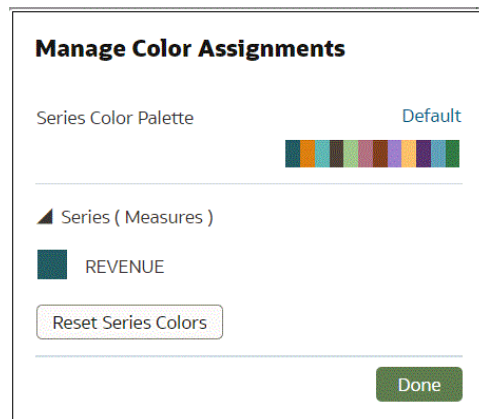 Manage Color Assignments
Series Color Palette Default
Series ( Measures )
REVENUE
Reset Series Colors
Done